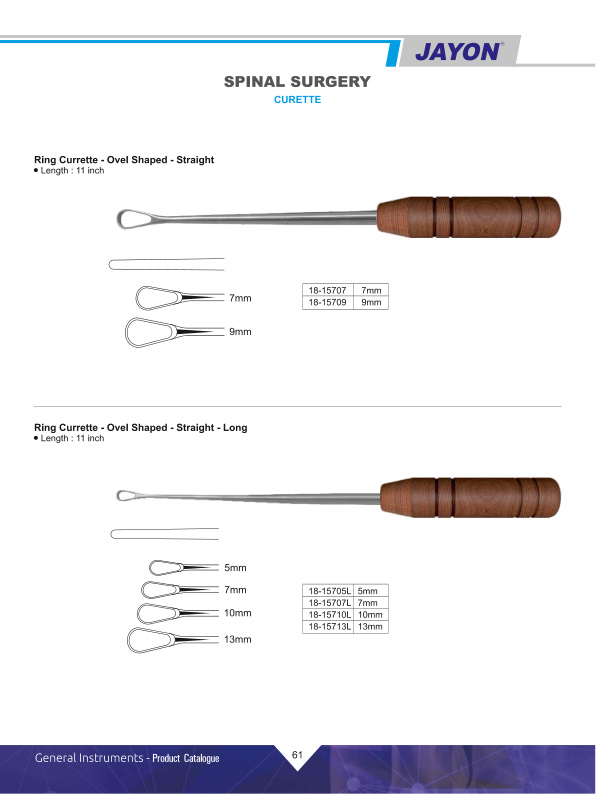 JAYON®
SPINAL SURGERY
CURETTE
Ring Currette - Ovel Shaped - Straight
• Length : 11 inch
7mm
9mm
18-15707 7mm
18-15709 9mm
Ring Currette - Ovel Shaped - Straight - Long
• Length : 11 inch
5mm
7mm
10mm
13mm
18-15705L 5mm
18-15707L 7mm
18-15710L 10mm
18-15713L 13mm
General Instruments - Product Catalogue
61